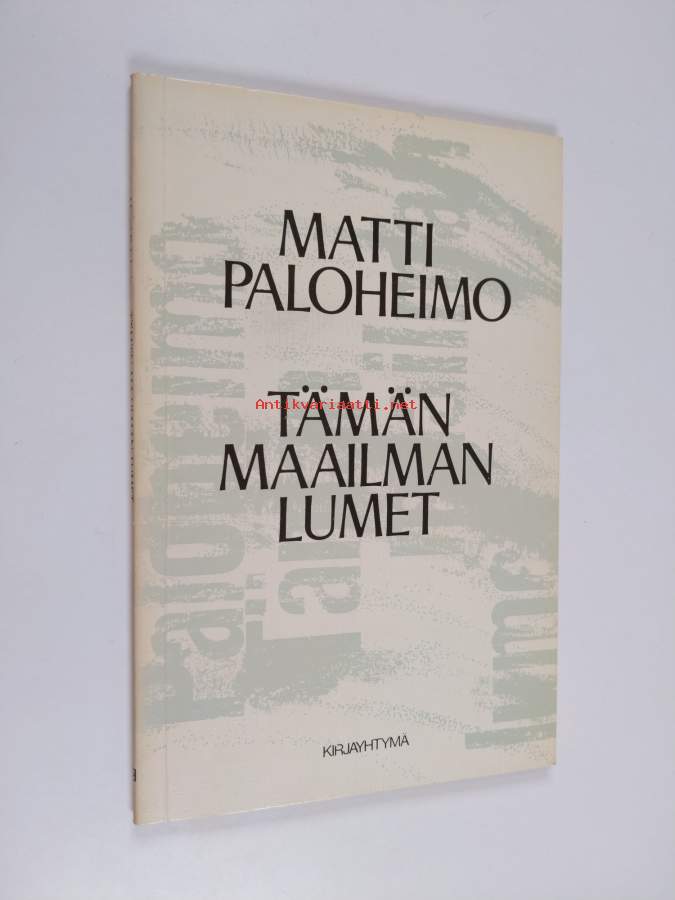 MATTI
PALOHEIMO
Antikvariaatti.net
TÄMÄN
MAAILMAN
LUMET
KIRJAYHTYMÄ